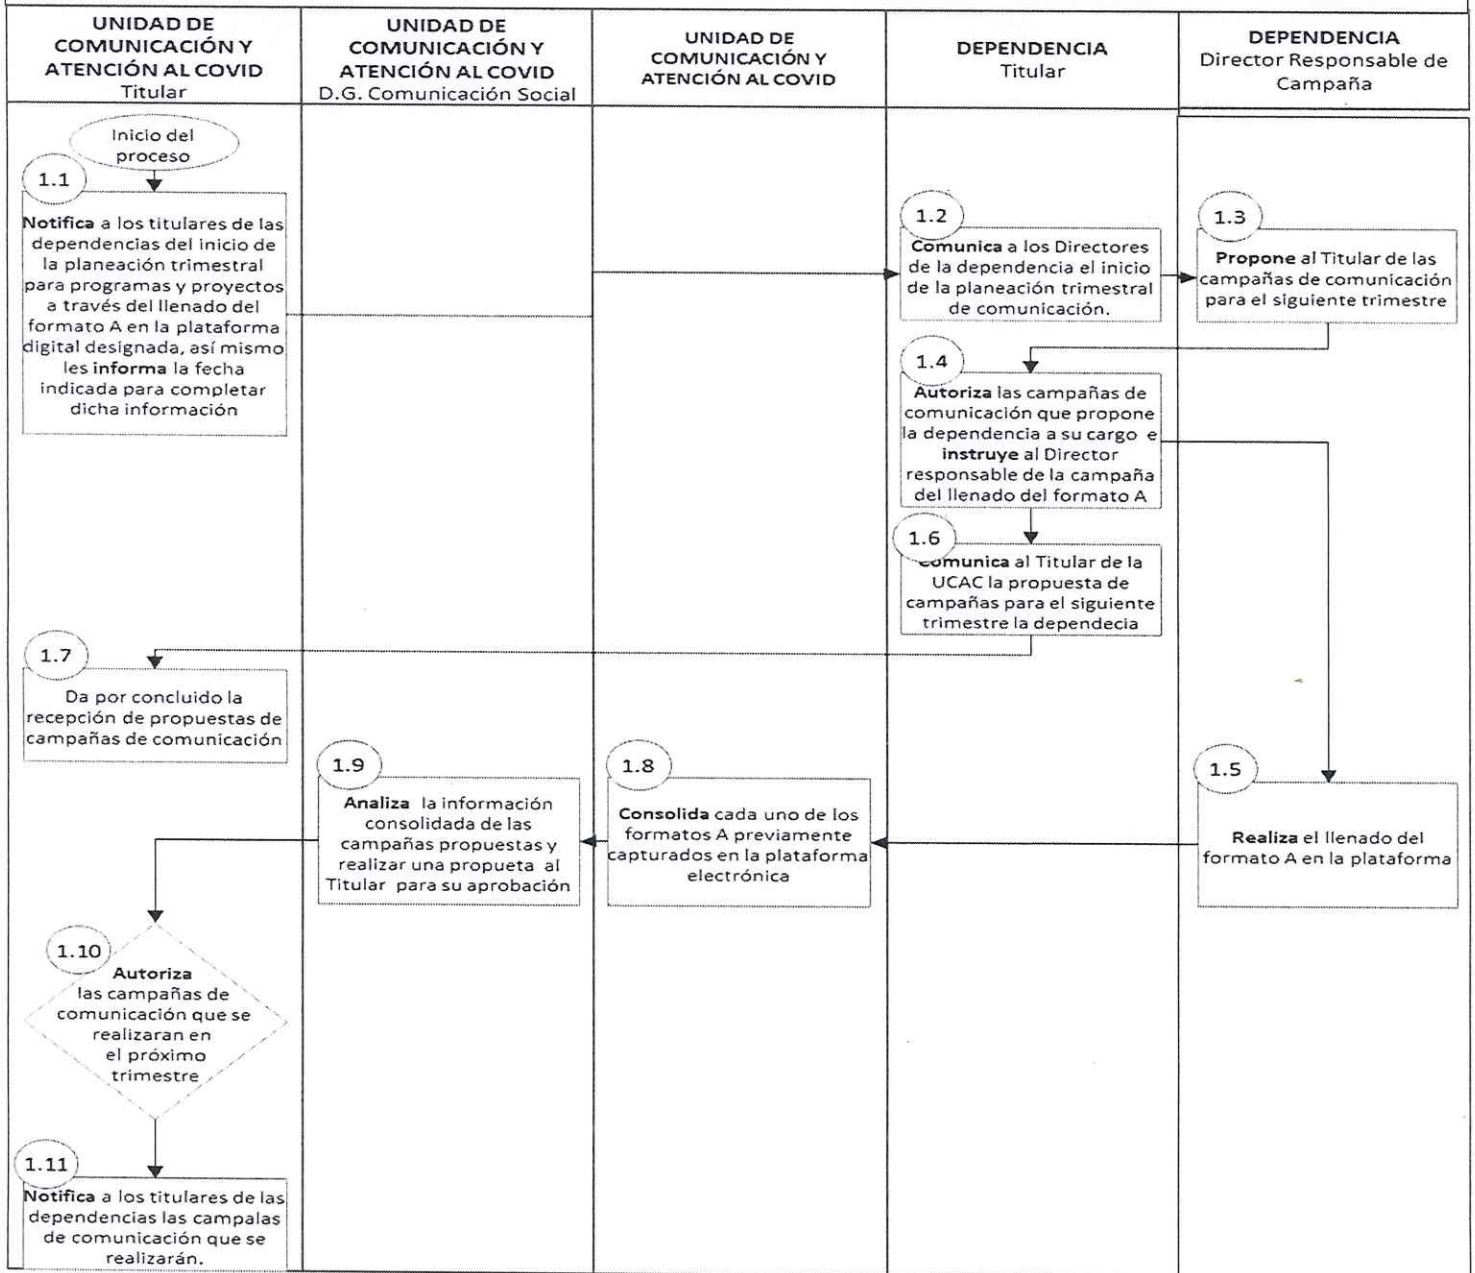 UNIDAD DE
COMUNICACIÓN Y
ATENCIÓN AL COVID
Titular
UNIDAD DE
COMUNICACIÓN Y
ATENCIÓN AL COVID
D.G. Comunicación Social
UNIDAD DE
COMUNICACIÓN Y
ATENCIÓN AL COVID
DEPENDENCIA
Titular
DEPENDENCIA
Director Responsable de
Campaña
Inicio del
proceso
1.1
Notifica a los titulares de las
dependencias del inicio de
la planeación trimestral
para programas y proyectos
a través del llenado del
formato A en la plataforma
digital designada, así mismo
les informa la fecha
indicada para completar
dicha información
1.2
Comunica a los Directores
de la dependencia el inicio
de la planeación trimestral
de comunicación.
1.3
Propone al Titular de las
campañas de comunicación
para el siguiente trimestre
1.4
Autoriza las campañas de
comunicación que propone
la dependencia a su cargo e
instruye al Director
responsable de la campaña
del llenado del formato A
1.6
Comunica al Titular de la
UCAC la propuesta de
campañas para el siguiente
trimestre la dependecia
1.7
Da por concluido la
recepción de propuestas de
campañas de comunicación
1.9
Analiza la información
consolidada de las
campañas propuestas y
realizar una propueta al
Titular para su aprobación
1.8
Consolida cada uno de los
formatos A previamente
capturados en la plataforma
electrónica
1.5
Realiza el llenado del
formato A en la plataforma
1.10
Autoriza
las campañas de
comunicación que se
realizaran en
el próximo
trimestre
1.11
Notifica a los titulares de las
dependencias las campalas
de comunicación que se
realizarán.